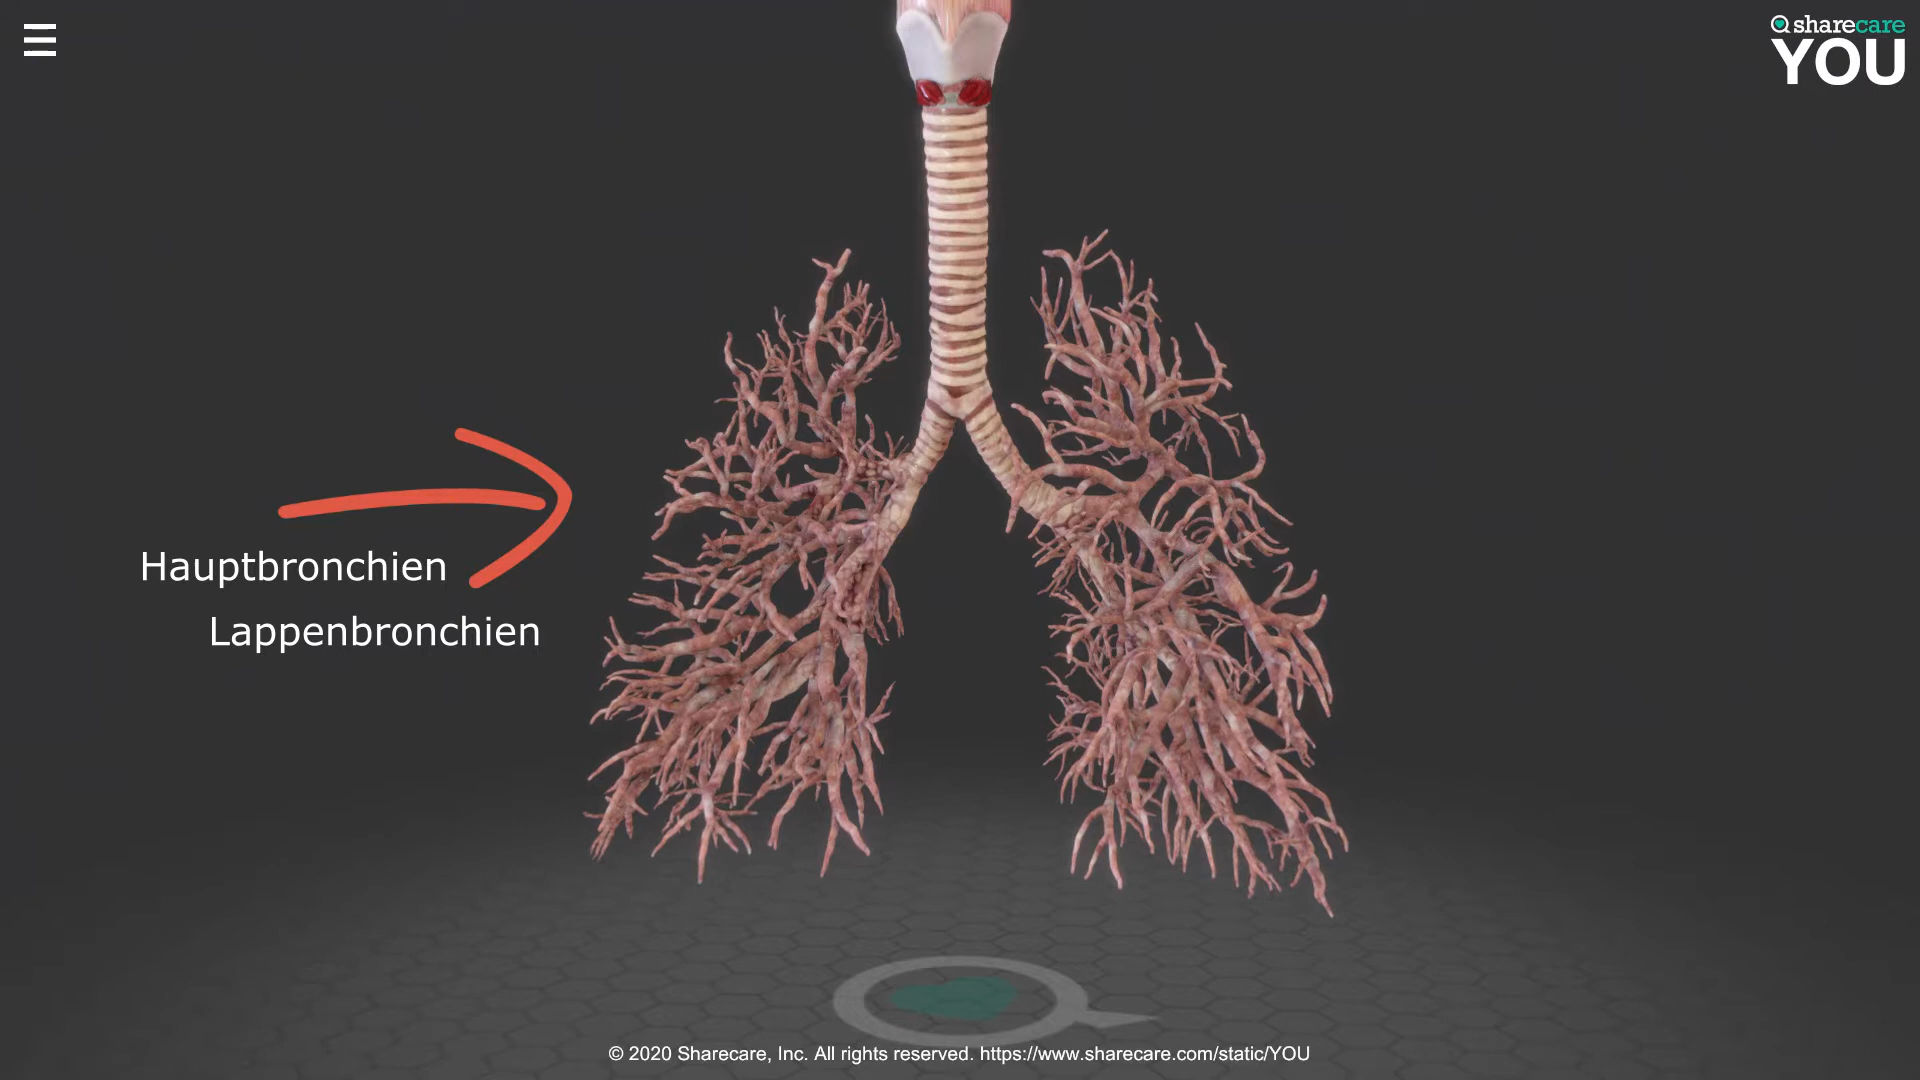 sharecare
YOU
Hauptbronchien
Lappenbronchien
© 2020 Sharecare, Inc. All rights reserved. https://www.sharecare.com/static/YOU